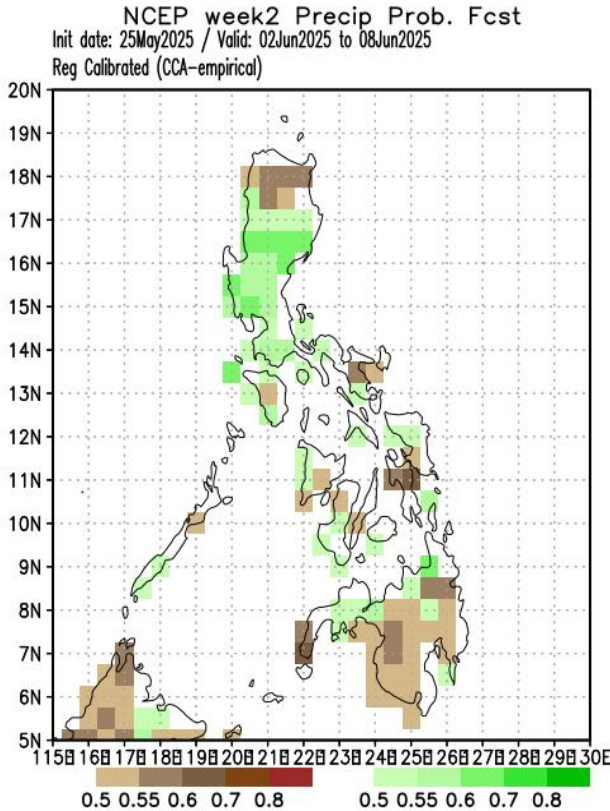 NCEP week2 Precip Prob. Fcst
Init date: 25May2025 / Valid: 02Jun2025 to 08Jun2025
Reg Calibrated (CCA-empirical)
20N
19N
18N
17N
16N
15N
14N
13N
12N
11N
10N
9N
8N
7N
6N
5N
115E 116E 117E 118E 119E 120E 121E 122E 123E 124E 125E 126E 127E 128E 129E 130E
0.5 0.55 0.6 0.7 0.8 0.5 0.55 0.6 0.7 0.8